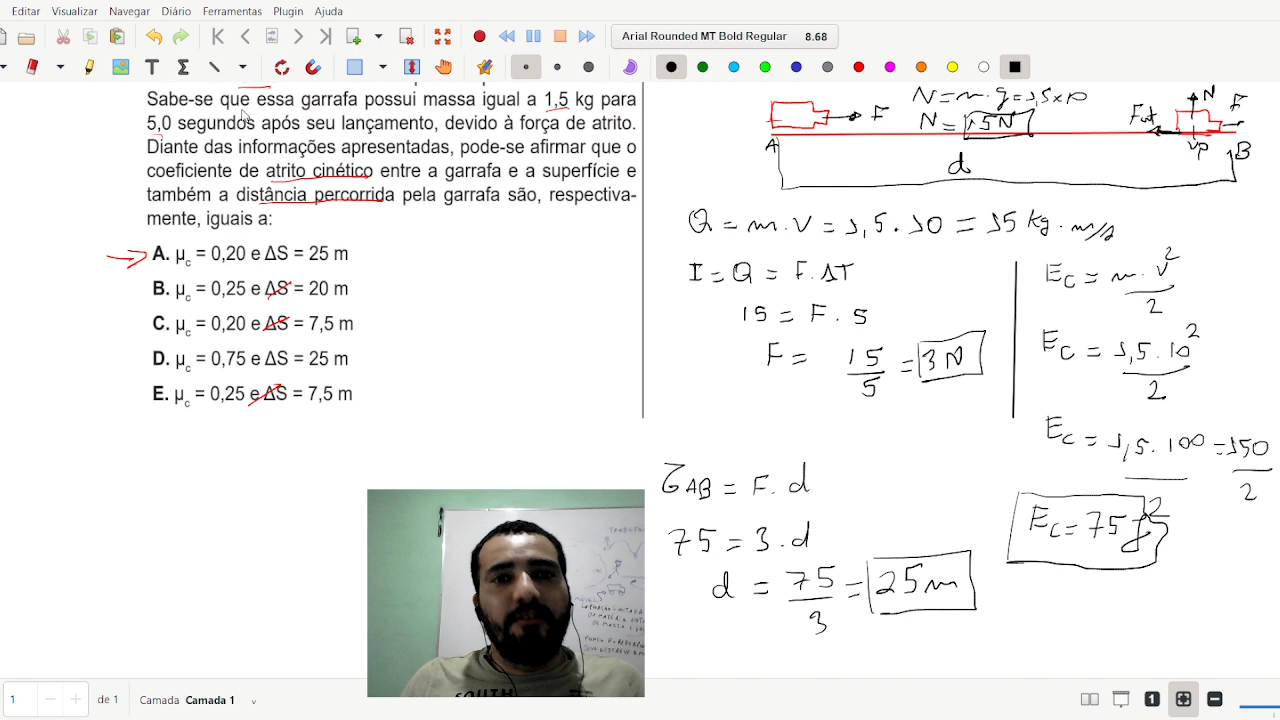 Editar Visualizar Navegar Diário Ferramentas Plugin Ajuda
Arial Rounded MT Bold Regular 8.68
Sabe-se que essa garrafa possui massa igual a 1,5 kg para
5,0 segundos após seu lançamento, devido à força de atrito.
Diante das informações apresentadas, pode-se afirmar que o
coeficiente de atrito cinético entre a garrafa e a superfície e
também a distância percorrida pela garrafa são, respectiva-
mente, iguais a:
A. μc = 0,20 e ΔS = 25 m
B. μc = 0,25 e ΔS = 20 m
C. μc = 0,20 e ΔS = 7,5 m
D. μc = 0,75 e ΔS = 25 m
E. μc = 0,25 e ΔS = 7,5 m
N = m.g = 1,5x10
N = 15N
F
Fat
N
F
A
vp
B
d
Q = m.V = 1,5.10 = 15 kg.m/s
I = Q = F.ΔT
15 = F.5
F = 15/5 = 3N
Ec = m.v²/2
Ec = 1,5.10²/2
Ec = 1,5.100/2 = 150/2
Ec = 75 J
ZAB = F.d
75 = 3.d
d = 75/3 = 25m
1 de 1 Camada Camada 1
1